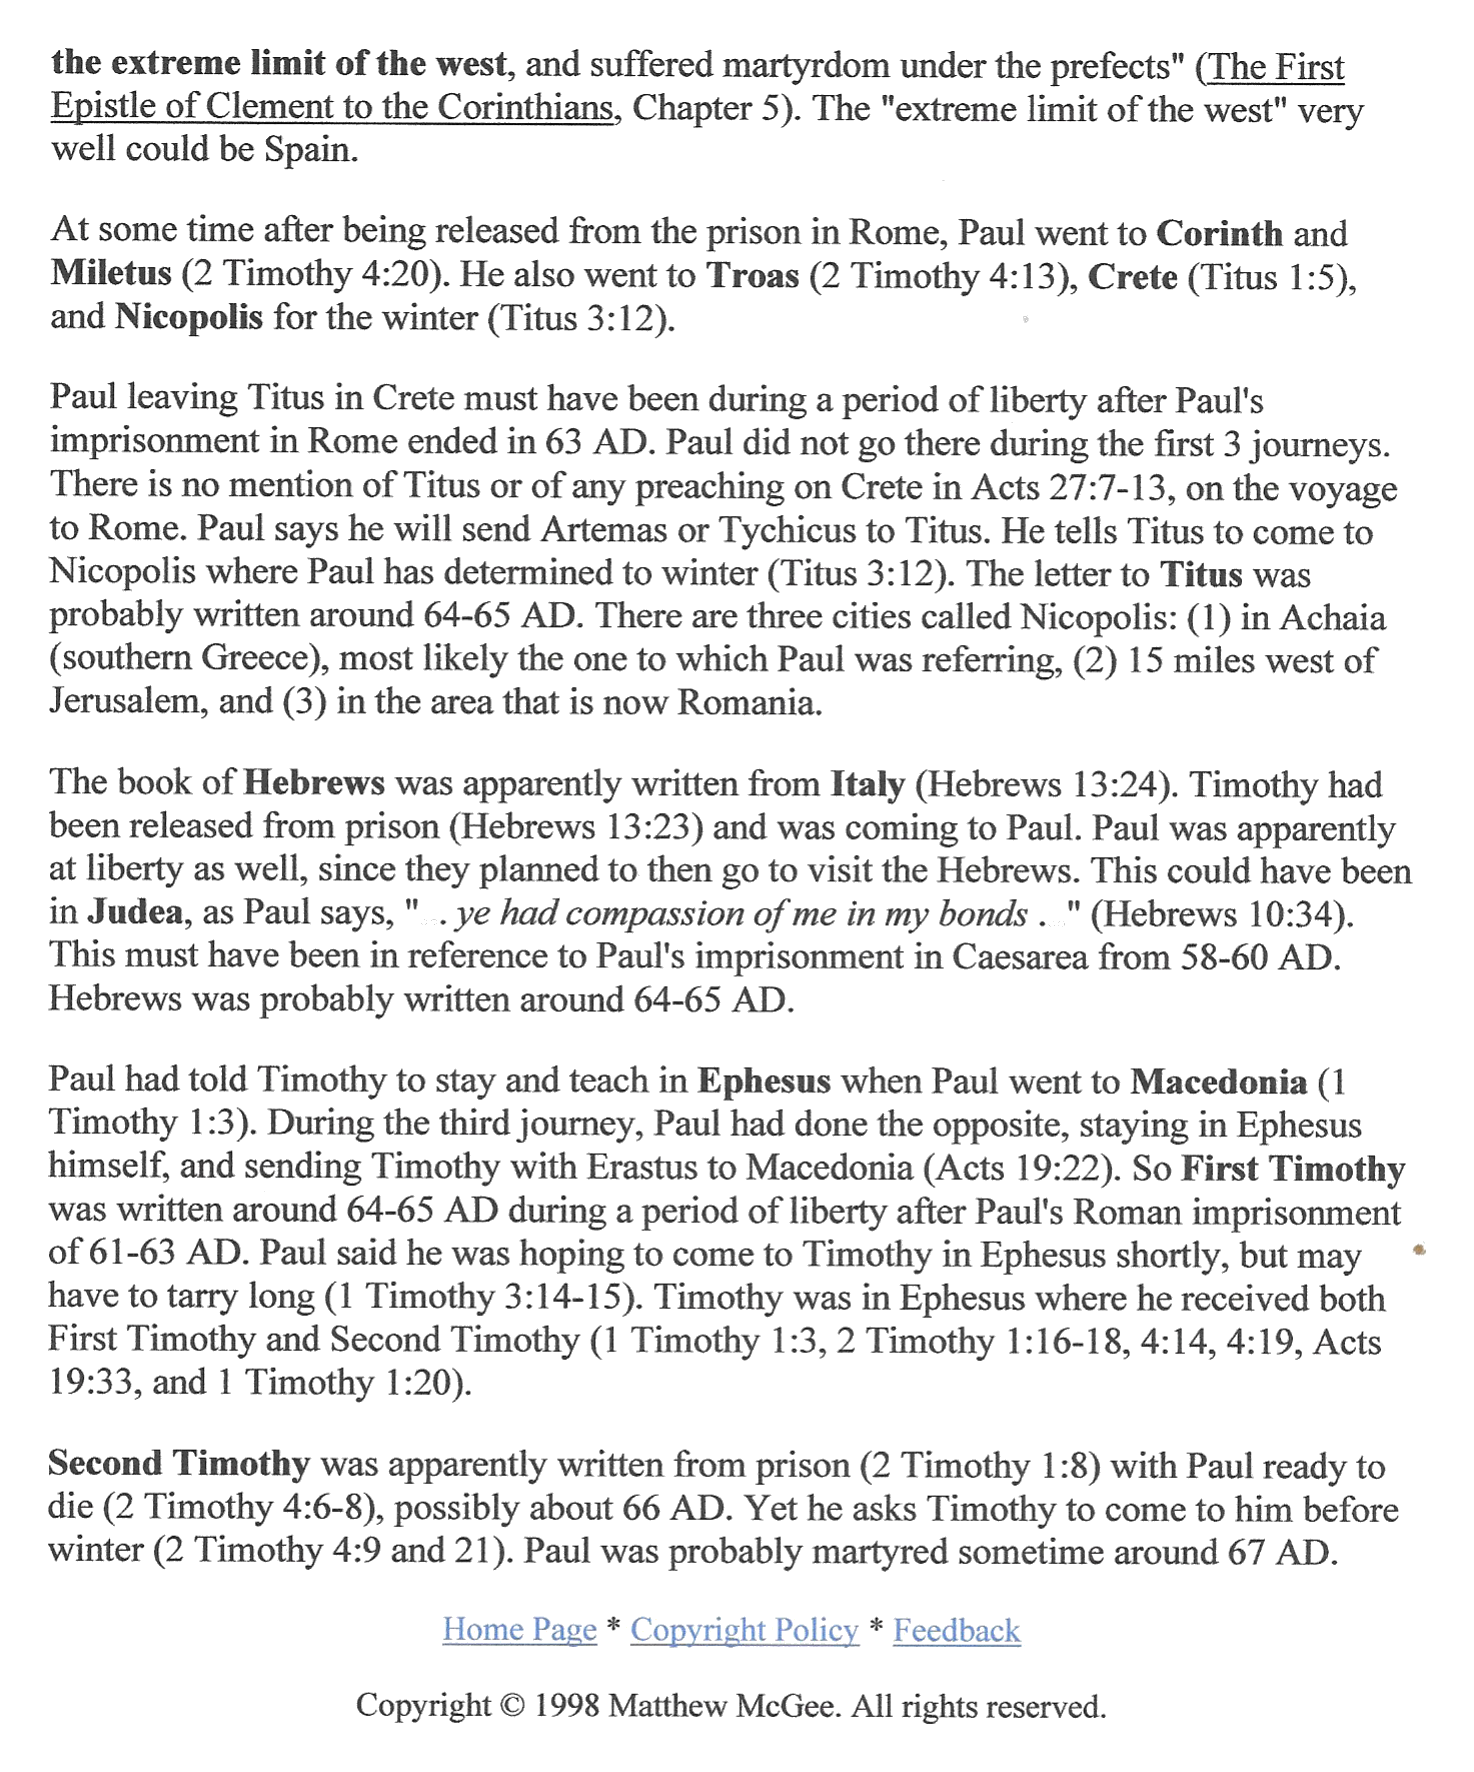 the extreme limit of the west, and suffered martyrdom under the prefects" (The First
Epistle of Clement to the Corinthians, Chapter 5). The "extreme limit of the west" very
well could be Spain.
At some time after being released from the prison in Rome, Paul went to Corinth and
Miletus (2 Timothy 4:20). He also went to Troas (2 Timothy 4:13), Crete (Titus 1:5),
and Nicopolis for the winter (Titus 3:12).
Paul leaving Titus in Crete must have been during a period of liberty after Paul's
imprisonment in Rome ended in 63 AD. Paul did not go there during the first 3 journeys.
There is no mention of Titus or of any preaching on Crete in Acts 27:7-13, on the voyage
to Rome. Paul says he will send Artemas or Tychicus to Titus. He tells Titus to come to
Nicopolis where Paul has determined to winter (Titus 3:12). The letter to Titus was
probably written around 64-65 AD. There are three cities called Nicopolis: (1) in Achaia
(southern Greece), most likely the one to which Paul was referring, (2) 15 miles west of
Jerusalem, and (3) in the area that is now Romania.
The book of Hebrews was apparently written from Italy (Hebrews 13:24). Timothy had
been released from prison (Hebrews 13:23) and was coming to Paul. Paul was apparently
at liberty as well, since they planned to then go to visit the Hebrews. This could have been
in Judea, as Paul says, " . ye had compassion of me in my bonds . " (Hebrews 10:34).
This must have been in reference to Paul's imprisonment in Caesarea from 58-60 AD.
Hebrews was probably written around 64-65 AD.
Paul had told Timothy to stay and teach in Ephesus when Paul went to Macedonia (1
Timothy 1:3). During the third journey, Paul had done the opposite, staying in Ephesus
himself, and sending Timothy with Erastus to Macedonia (Acts 19:22). So First Timothy
was written around 64-65 AD during a period of liberty after Paul's Roman imprisonment
of 61-63 AD. Paul said he was hoping to come to Timothy in Ephesus shortly, but may
have to tarry long (1 Timothy 3:14-15). Timothy was in Ephesus where he received both
First Timothy and Second Timothy (1 Timothy 1:3, 2 Timothy 1:16-18, 4:14, 4:19, Acts
19:33, and 1 Timothy 1:20).
Second Timothy was apparently written from prison (2 Timothy 1:8) with Paul ready to
die (2 Timothy 4:6-8), possibly about 66 AD. Yet he asks Timothy to come to him before
winter (2 Timothy 4:9 and 21). Paul was probably martyred sometime around 67 AD.
Home Page * Copyright Policy * Feedback
Copyright © 1998 Matthew McGee. All rights reserved.